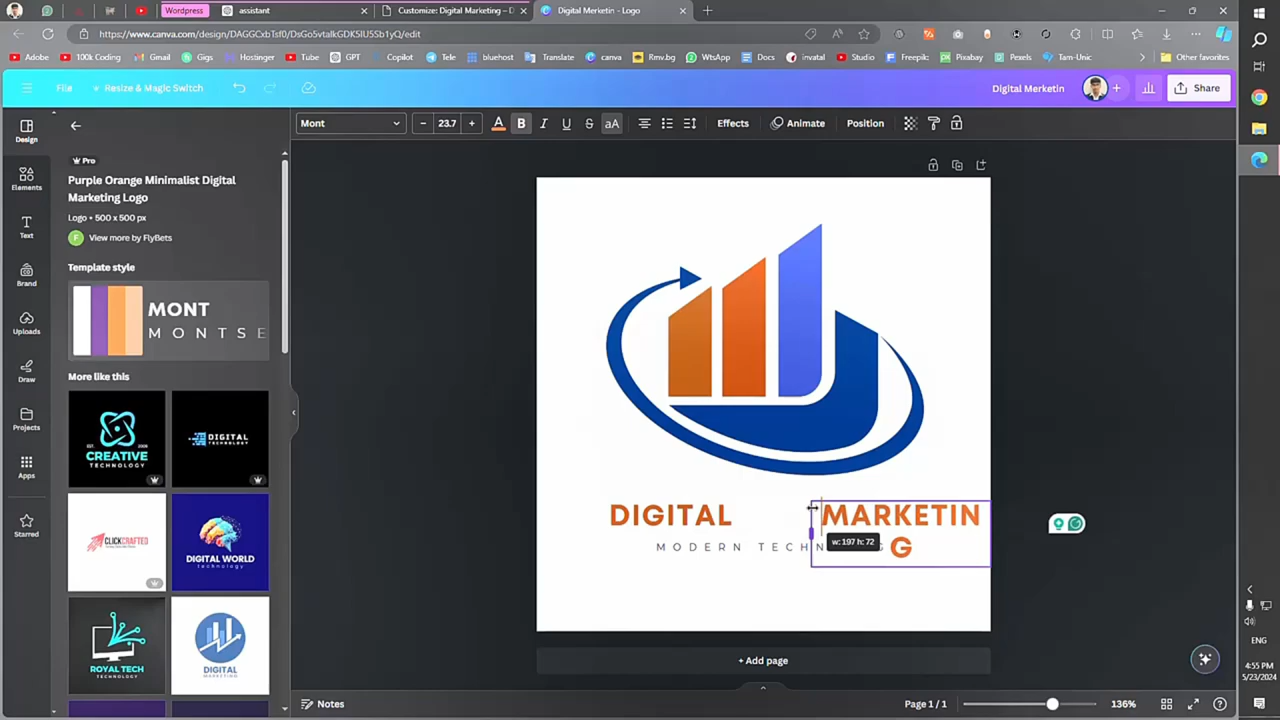 Wordpress
assistant
Customize: Digital Marketing – D
Digital Merketin - Logo
https://www.canva.com/design/DAGGCxbTsf0/DsGo5vtalkGDKSlU5Sb1yQ/edit
Adobe
100k Coding
Gmail
Gigs
Hostinger
Tube
GPT
Copilot
Tele
bluehost
Translate
canva
Rmv.bg
WtsApp
Docs
invatal
Studio
Freepik:
Pixabay
Tam-Unic
Other favorites
File
Resize & Magic Switch
Digital Merketin
Share
Mont
23.7
A
B
I
U
S
aA
Effects
Animate
Position
Design
Elements
Text
Brand
Uploads
Draw
Projects
Apps
Starred
Pro
Purple Orange Minimalist Digital
Marketing Logo
Logo • 500 x 500 px
F
View more by FlyBets
Template style
MONT
MONTSE
More like this
CREATIVE
TECHNOLOGY
DIGITAL
TECHNOLOGY
CLICKCRAFTED
DIGITAL WORLD
technology
ROYAL TECH
TECHNOLOGY
DIGITAL
MARKETING
DIGITAL
MARKETIN
G
MODERN TECHN
w: 197 h: 72
+ Add page
Notes
Page 1 / 1
136%
ENG
4:55 PM
5/23/2024